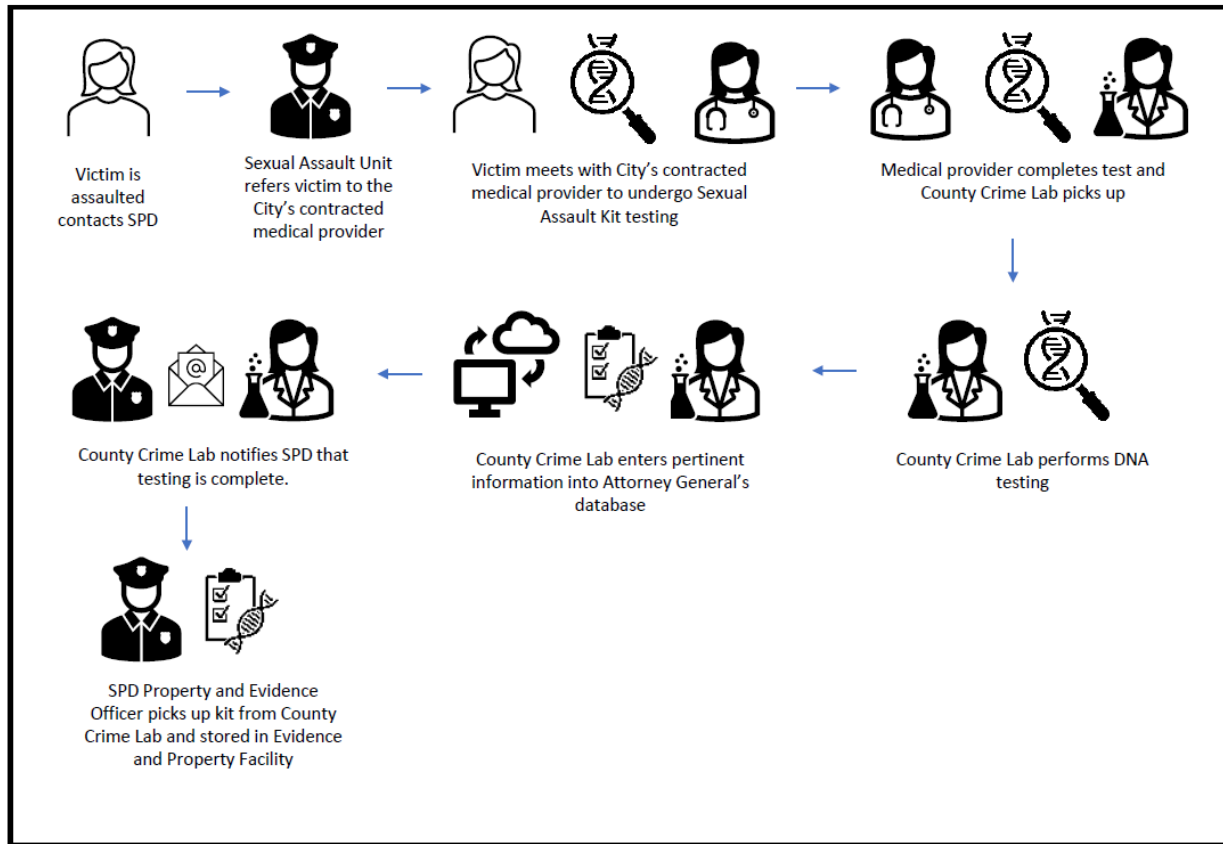 Victim is
assaulted
contacts SPD
Sexual Assault Unit
refers victim to the
City's contracted
medical provider
Victim meets with City's contracted
medical provider to undergo Sexual
Assault Kit testing
Medical provider completes test and
County Crime Lab picks up
County Crime Lab performs DNA
testing
County Crime Lab enters pertinent
information into Attorney General's
database
@
County Crime Lab notifies SPD that
testing is complete.
SPD Property and Evidence
Officer picks up kit from County
Crime Lab and stored in Evidence
and Property Facility